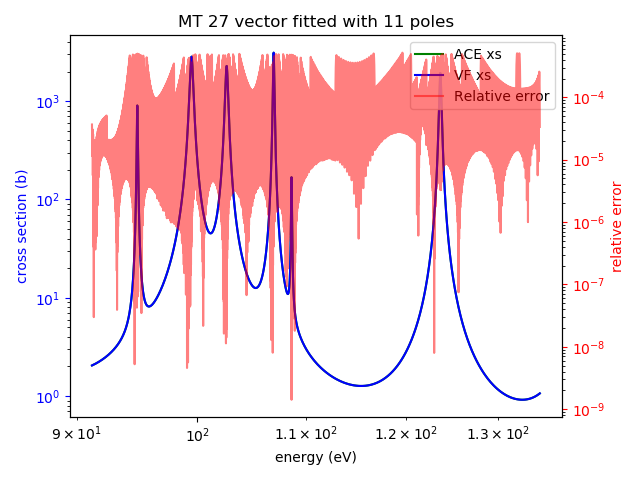 MT 27 vector fitted with 11 poles
ACE xs
VF xs
Relative error
cross section (b)
10³
10²
10¹
10⁰
10⁻⁴
10⁻⁵
10⁻⁶
10⁻⁷
10⁻⁸
10⁻⁹
relative error
9 × 10¹
10²
1.1 × 10²
1.2 × 10²
1.3 × 10²
energy (eV)